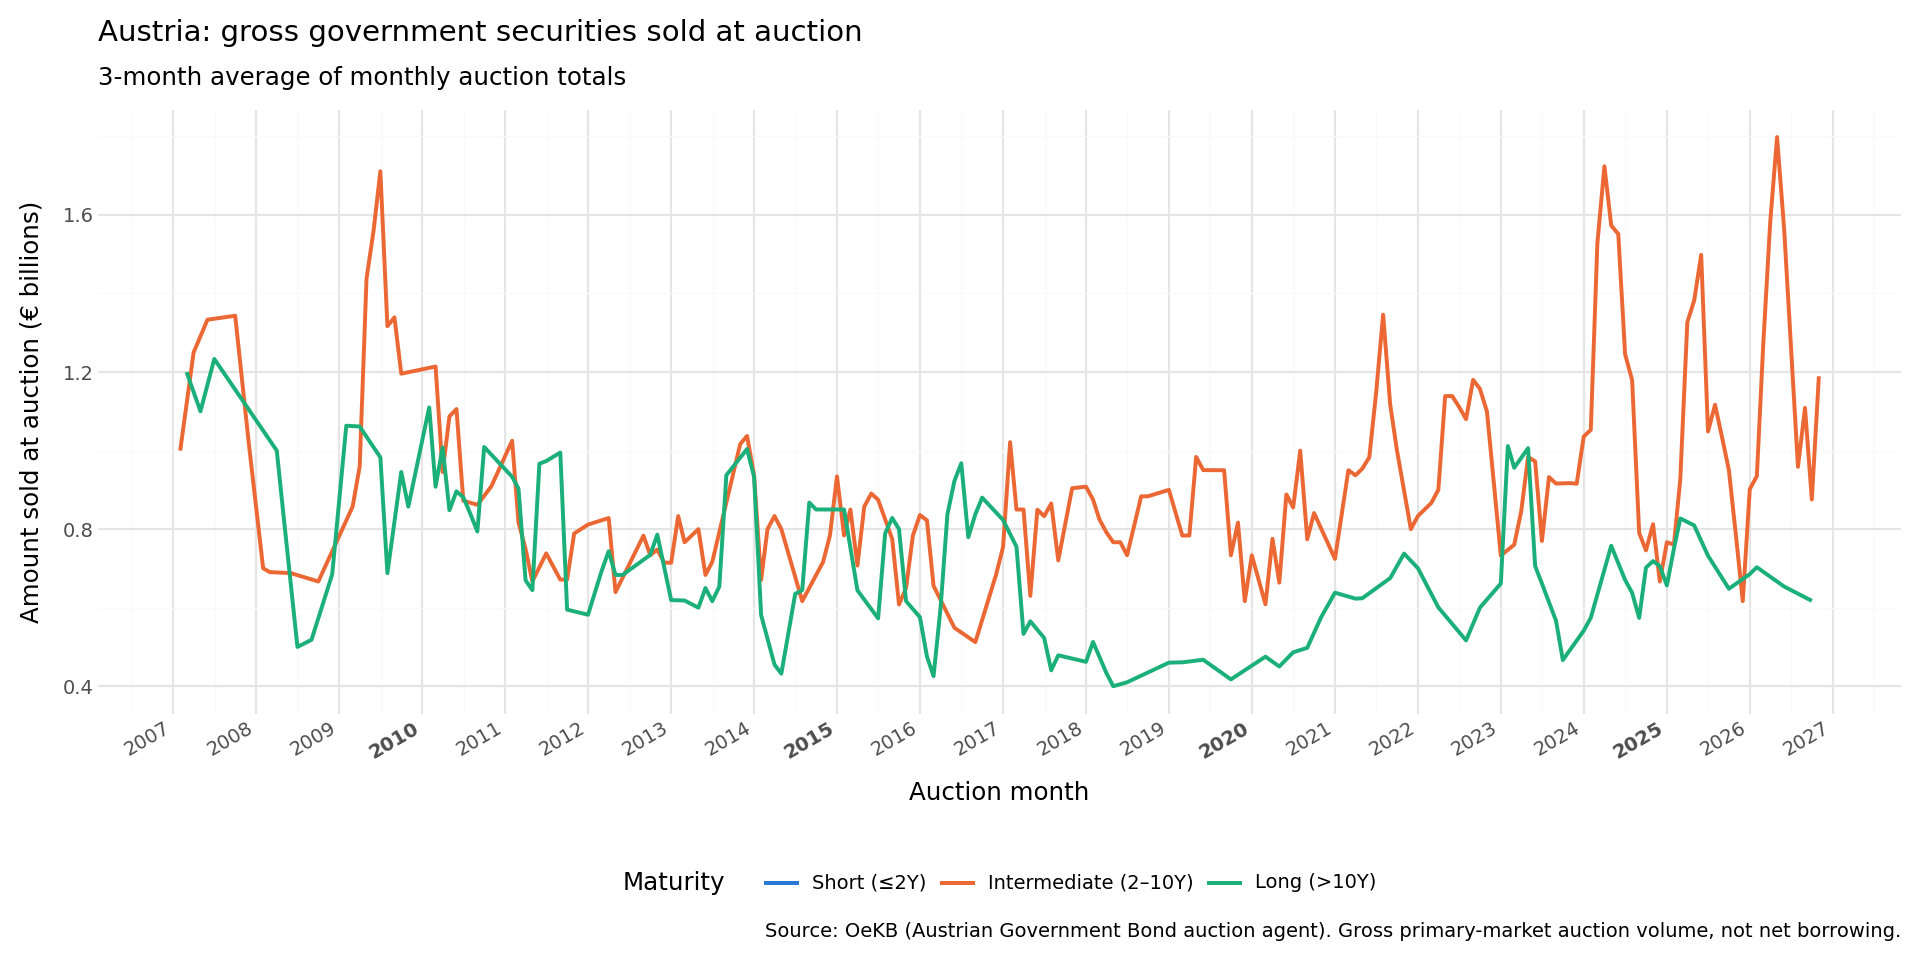 Austria: gross government securities sold at auction
3-month average of monthly auction totals
Amount sold at auction (€ billions)
1.6
1.2
0.8
0.4
2007 2008 2009 2010 2011 2012 2013 2014 2015 2016 2017 2018 2019 2020 2021 2022 2023 2024 2025 2026 2027
Auction month
Maturity Short (≤2Y) Intermediate (2–10Y) Long (>10Y)
Source: OeKB (Austrian Government Bond auction agent). Gross primary-market auction volume, not net borrowing.